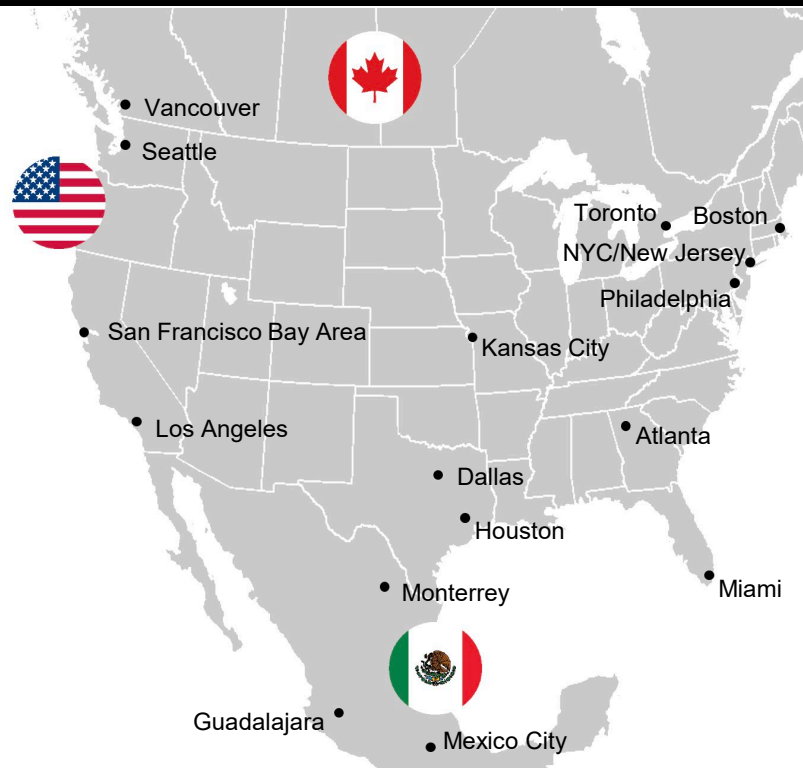 Vancouver
Seattle
Toronto
Boston
NYC/New Jersey
Philadelphia
San Francisco Bay Area
Kansas City
Los Angeles
Atlanta
Dallas
Houston
Monterrey
Miami
Guadalajara
Mexico City